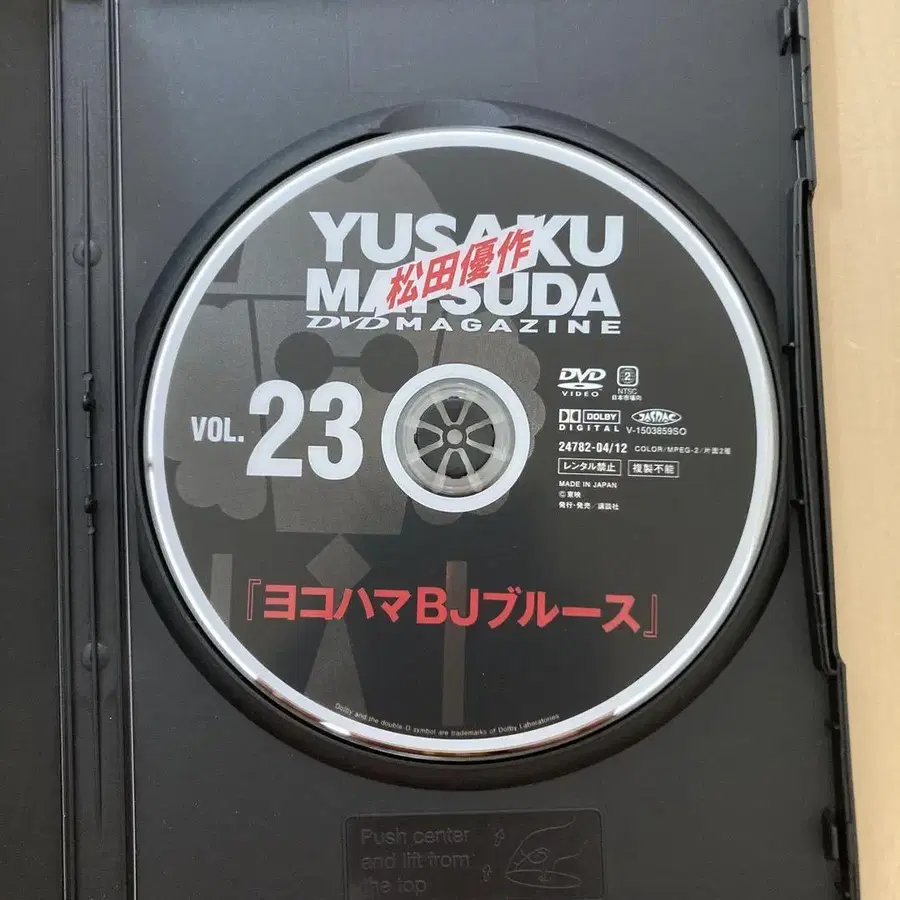 YUSAKU
松田優作
MATSUDA
DVD MAGAZINE
VOL. 23
DVD
VIDEO
2
NTSC
日本市場向
DOLBY
DIGITAL
JASRAC
V-1503859SO
24782-04/12 COLOR/MPEG-2/片面2層
レンタル禁止 複製不能
MADE IN JAPAN
©東映
発行・発売/講談社
『ヨコハマBJブルース』
Dolby and the double-D symbol are trademarks of Dolby Laboratories
Push center
and lift from
the top